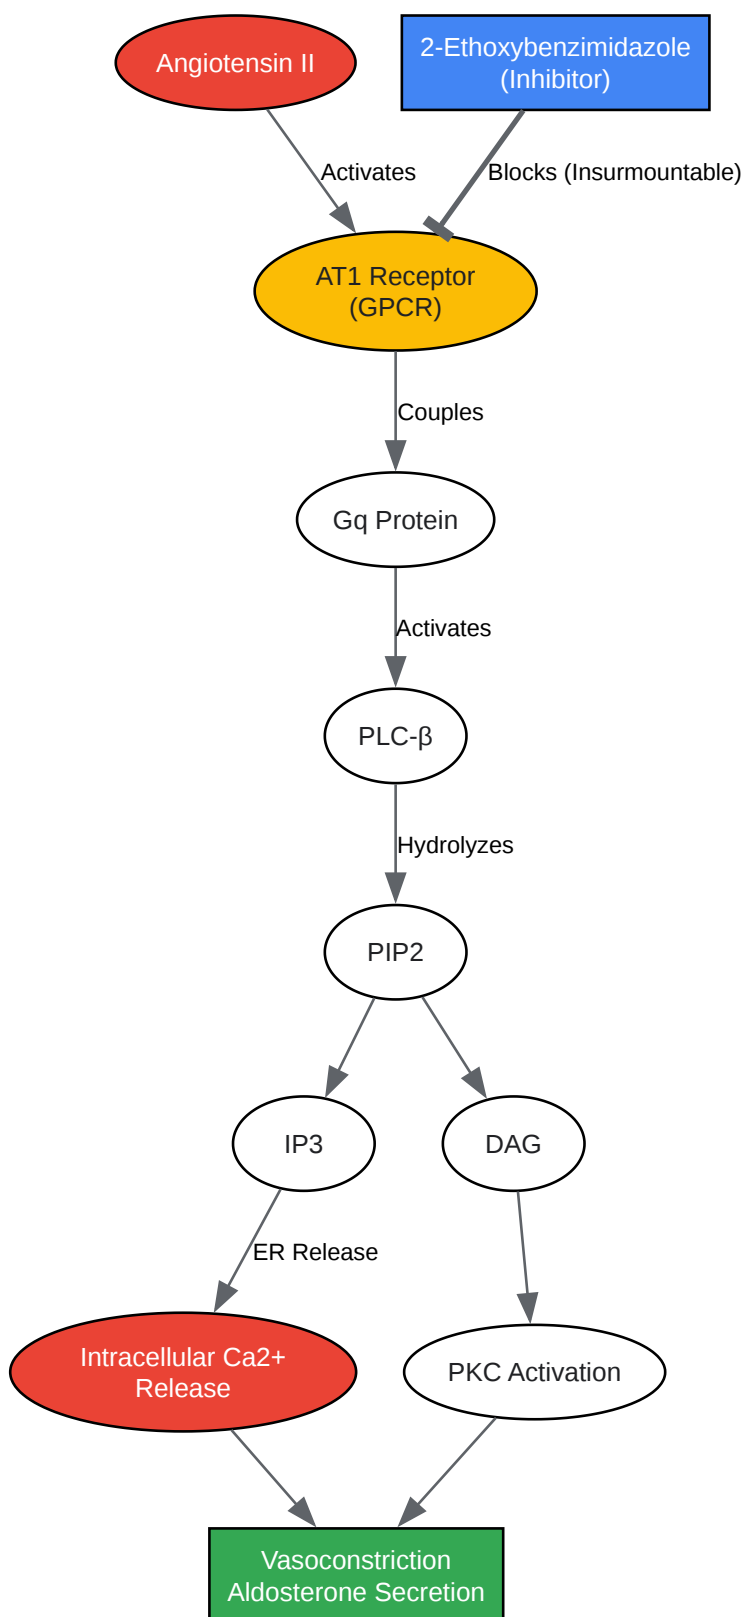 Angiotensin II
2-Ethoxybenzimidazole
(Inhibitor)
Activates
Blocks (Insurmountable)
AT1 Receptor
(GPCR)
Couples
Gq Protein
Activates
PLC-β
Hydrolyzes
PIP2
IP3
DAG
ER Release
Intracellular Ca2+
Release
PKC Activation
Vasoconstriction
Aldosterone Secretion